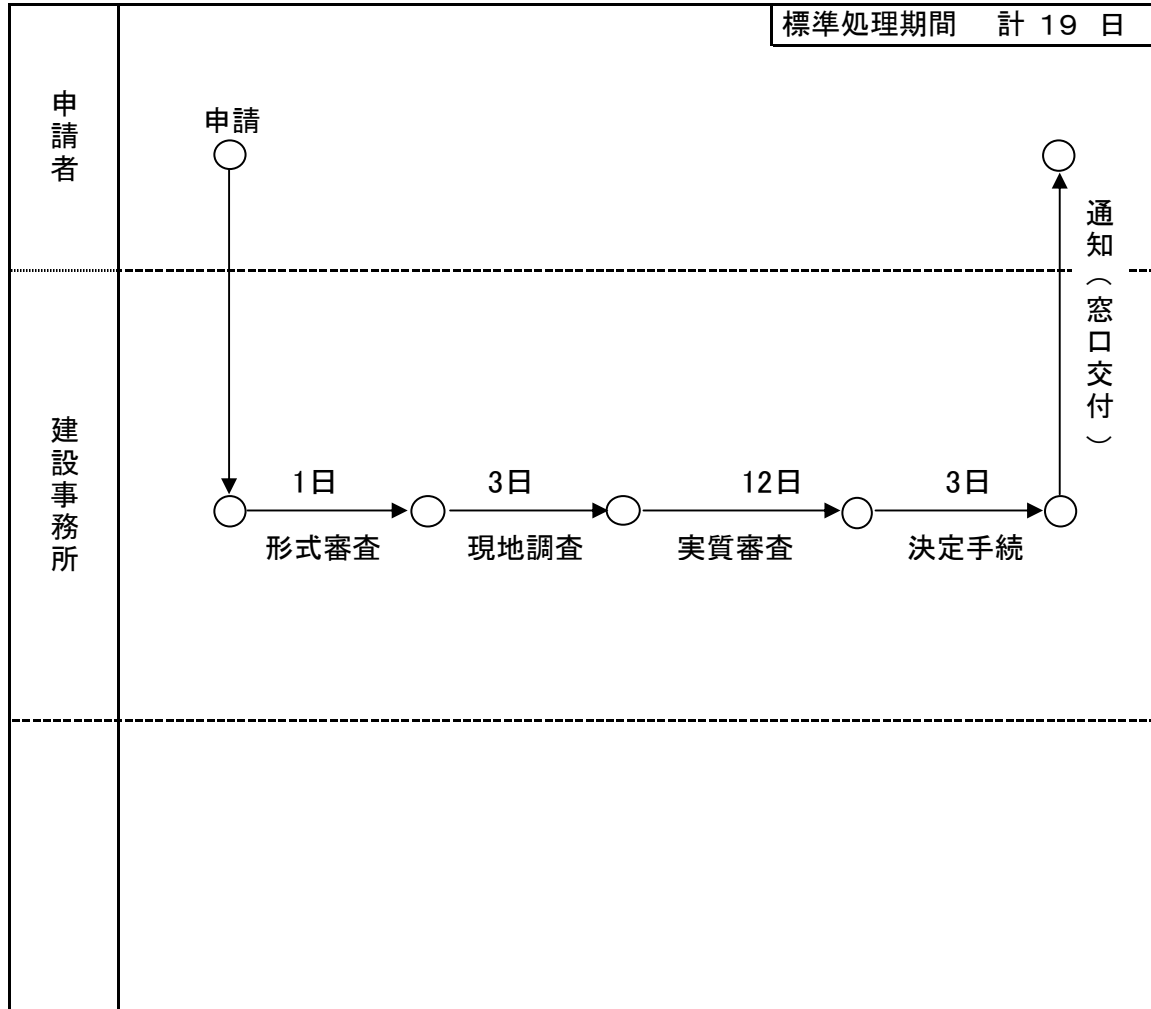 標準処理期間　計 19 日
申請者
申請
通知（窓口交付）
建設事務所
1日
3日
12日
3日
形式審査
現地調査
実質審査
決定手続